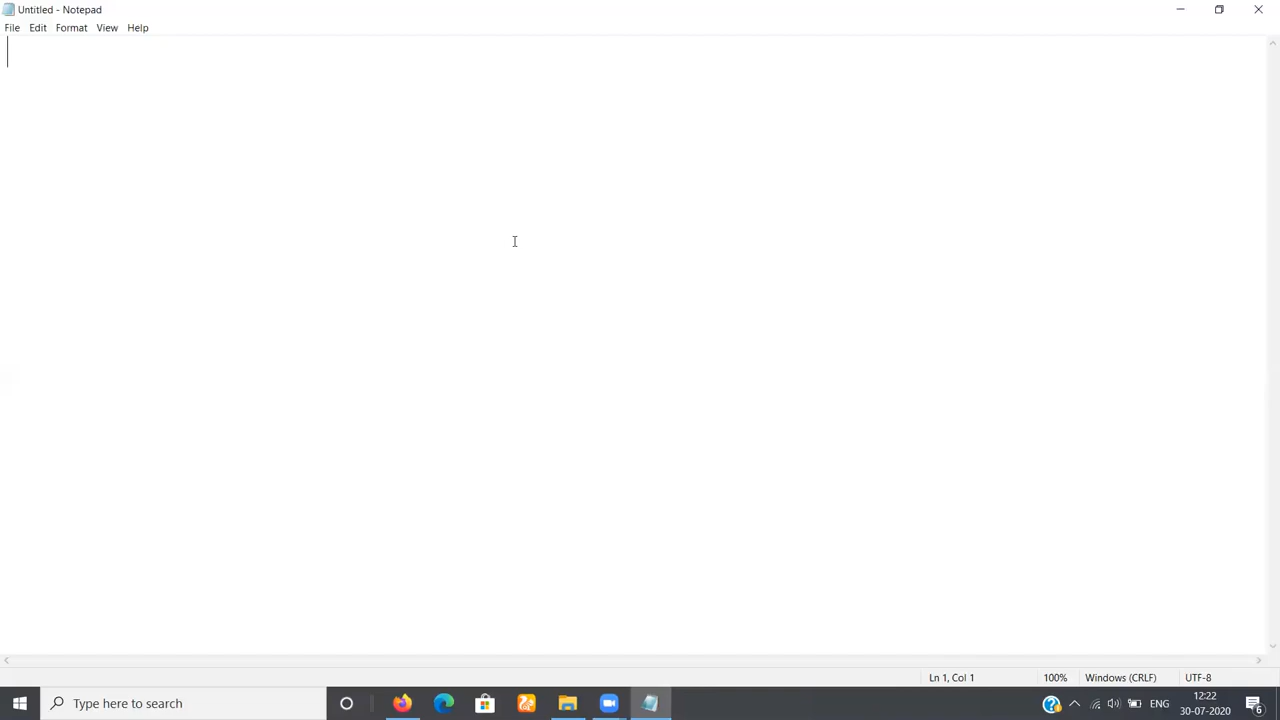 Untitled - Notepad
File Edit Format View Help
Ln 1, Col 1 100% Windows (CRLF) UTF-8
Type here to search ENG 12:22
30-07-2020 6